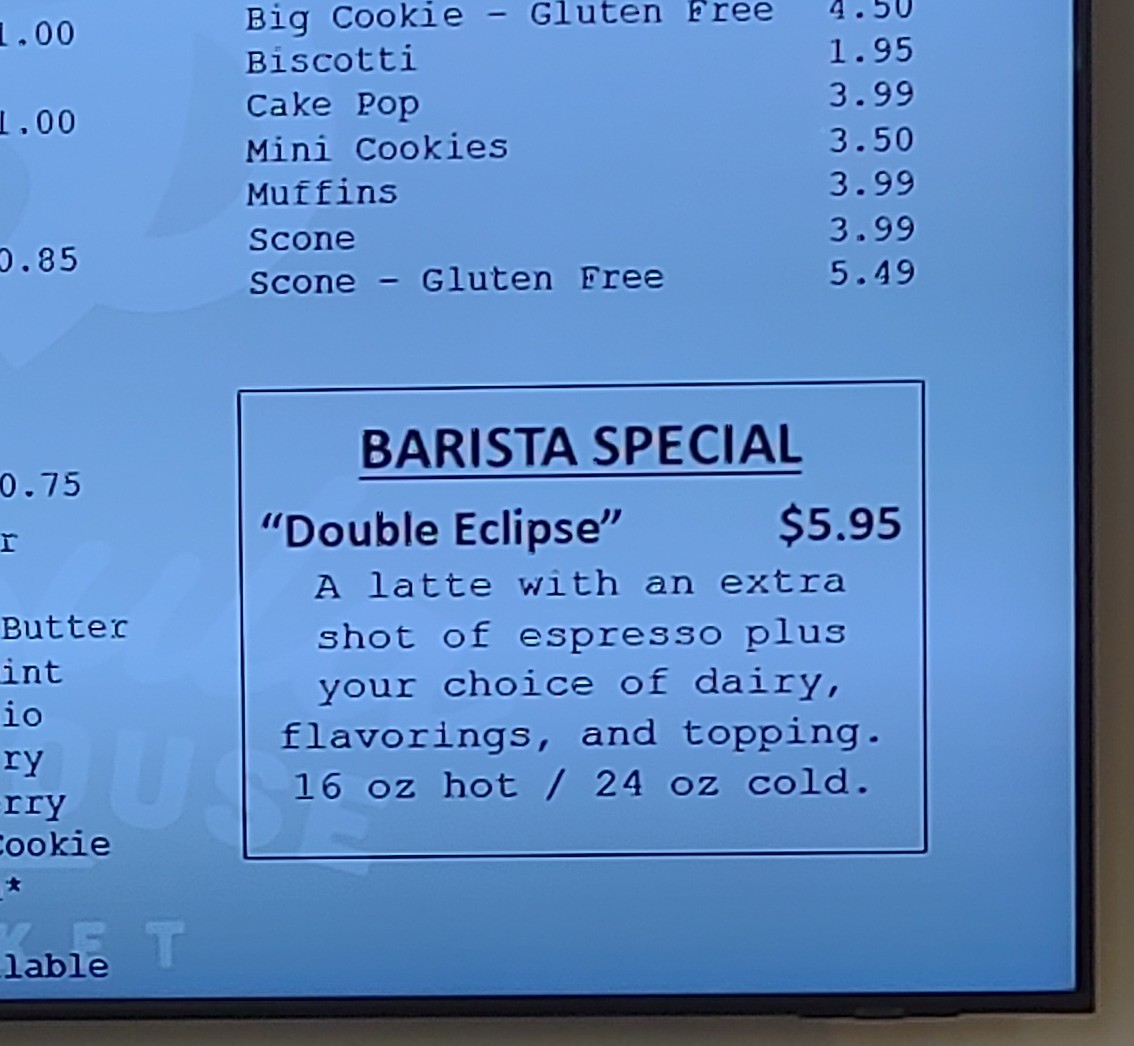 1.00
1.00
0.85
0.75
r
Butter
int
io
ry
rry
Cookie
*
lable
Big Cookie - Gluten Free 4.50
Biscotti 1.95
Cake Pop 3.99
Mini Cookies 3.50
Muffins 3.99
Scone 3.99
Scone - Gluten Free 5.49
BARISTA SPECIAL
“Double Eclipse” $5.95
A latte with an extra
shot of espresso plus
your choice of dairy,
flavorings, and topping.
16 oz hot / 24 oz cold.
OUSE
KET